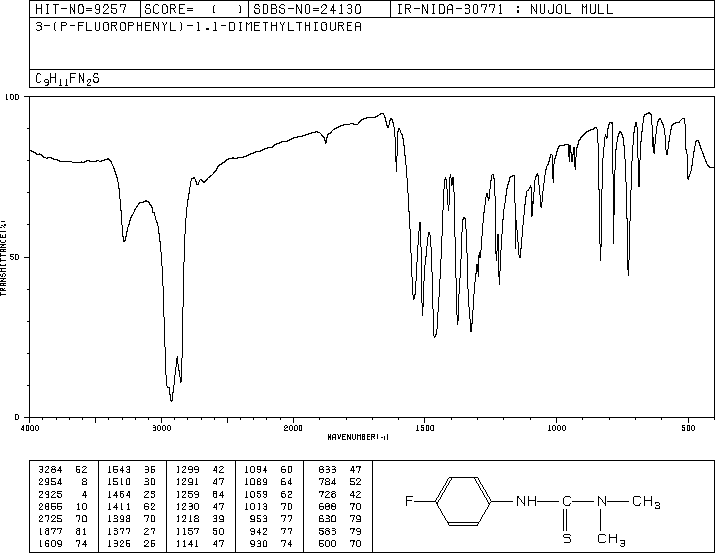 HIT-NO=9257 SCORE= ( ) SDBS-NO=24130 IR-NIDA-30771 : NUJOL MULL
3-(P-FLUOROPHENYL)-1,1-DIMETHYLTHIOUREA
C9H11FN2S
100
50
0
TRANSMITTANCE(%)
4000 3000 2000 1500 1000 500
WAVENUMBER(-1)
3284 52 1543 35 1299 42 1094 60 833 47
2954 8 1510 30 1291 47 1089 64 784 52
2925 4 1464 25 1259 64 1059 62 728 42
2855 10 1411 62 1230 47 1013 70 688 70
2725 70 1398 70 1218 39 953 77 630 79
1877 81 1377 27 1157 50 942 77 583 79
1609 74 1326 26 1141 47 930 74 500 70
F NH C N CH3
S CH3